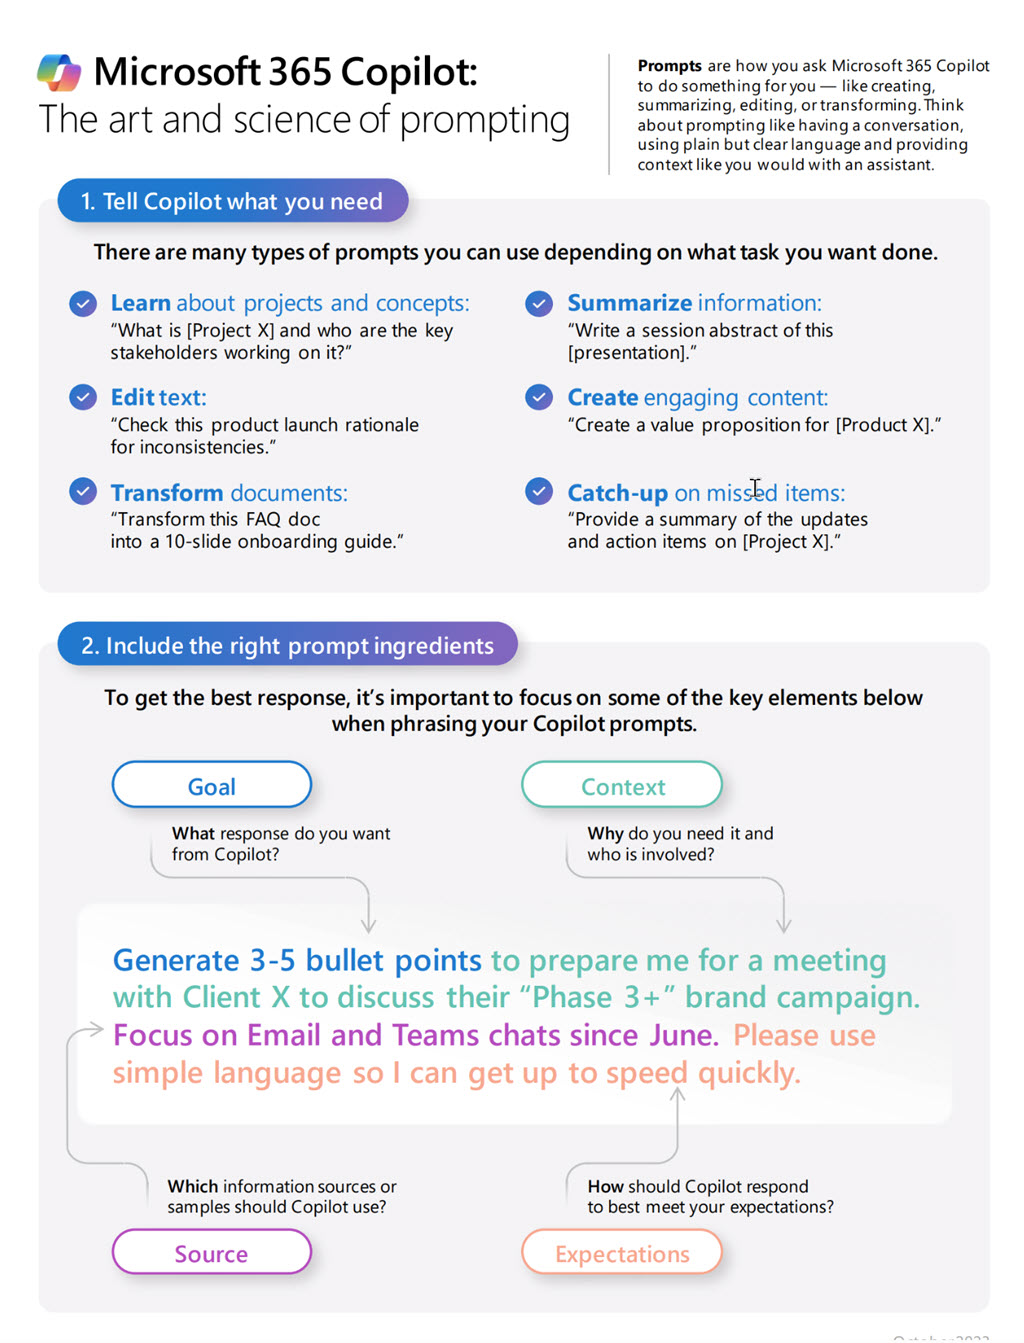 Microsoft 365 Copilot:
The art and science of prompting
Prompts are how you ask Microsoft 365 Copilot
to do something for you — like creating,
summarizing, editing, or transforming. Think
about prompting like having a conversation,
using plain but clear language and providing
context like you would with an assistant.
1. Tell Copilot what you need
There are many types of prompts you can use depending on what task you want done.
Learn about projects and concepts:
“What is [Project X] and who are the key
stakeholders working on it?”
Summarize information:
“Write a session abstract of this
[presentation].”
Edit text:
“Check this product launch rationale
for inconsistencies.”
Create engaging content:
“Create a value proposition for [Product X].”
Transform documents:
“Transform this FAQ doc
into a 10-slide onboarding guide.”
Catch-up on missed items:
“Provide a summary of the updates
and action items on [Project X].”
2. Include the right prompt ingredients
To get the best response, it’s important to focus on some of the key elements below
when phrasing your Copilot prompts.
Goal
What response do you want
from Copilot?
Context
Why do you need it and
who is involved?
Generate 3-5 bullet points to prepare me for a meeting
with Client X to discuss their “Phase 3+” brand campaign.
Focus on Email and Teams chats since June. Please use
simple language so I can get up to speed quickly.
Which information sources or
samples should Copilot use?
Source
How should Copilot respond
to best meet your expectations?
Expectations